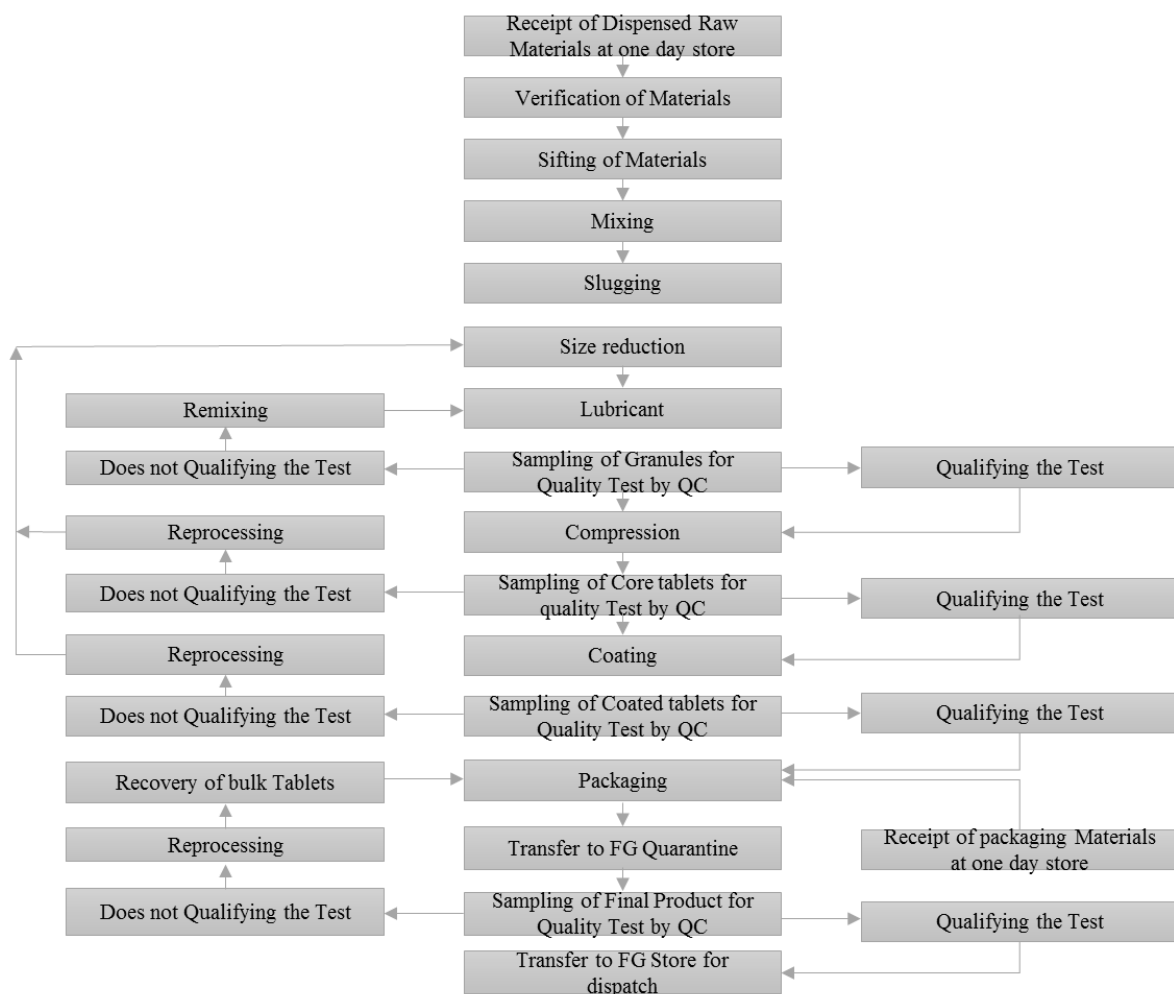 Receipt of Dispensed Raw
Materials at one day store
Verification of Materials
Sifting of Materials
Mixing
Slugging
Size reduction
Remixing
Lubricant
Does not Qualifying the Test
Sampling of Granules for
Quality Test by QC
Qualifying the Test
Reprocessing
Compression
Does not Qualifying the Test
Sampling of Core tablets for
quality Test by QC
Qualifying the Test
Reprocessing
Coating
Does not Qualifying the Test
Sampling of Coated tablets for
Quality Test by QC
Qualifying the Test
Recovery of bulk Tablets
Packaging
Reprocessing
Transfer to FG Quarantine
Receipt of packaging Materials
at one day store
Does not Qualifying the Test
Sampling of Final Product for
Quality Test by QC
Qualifying the Test
Transfer to FG Store for
dispatch